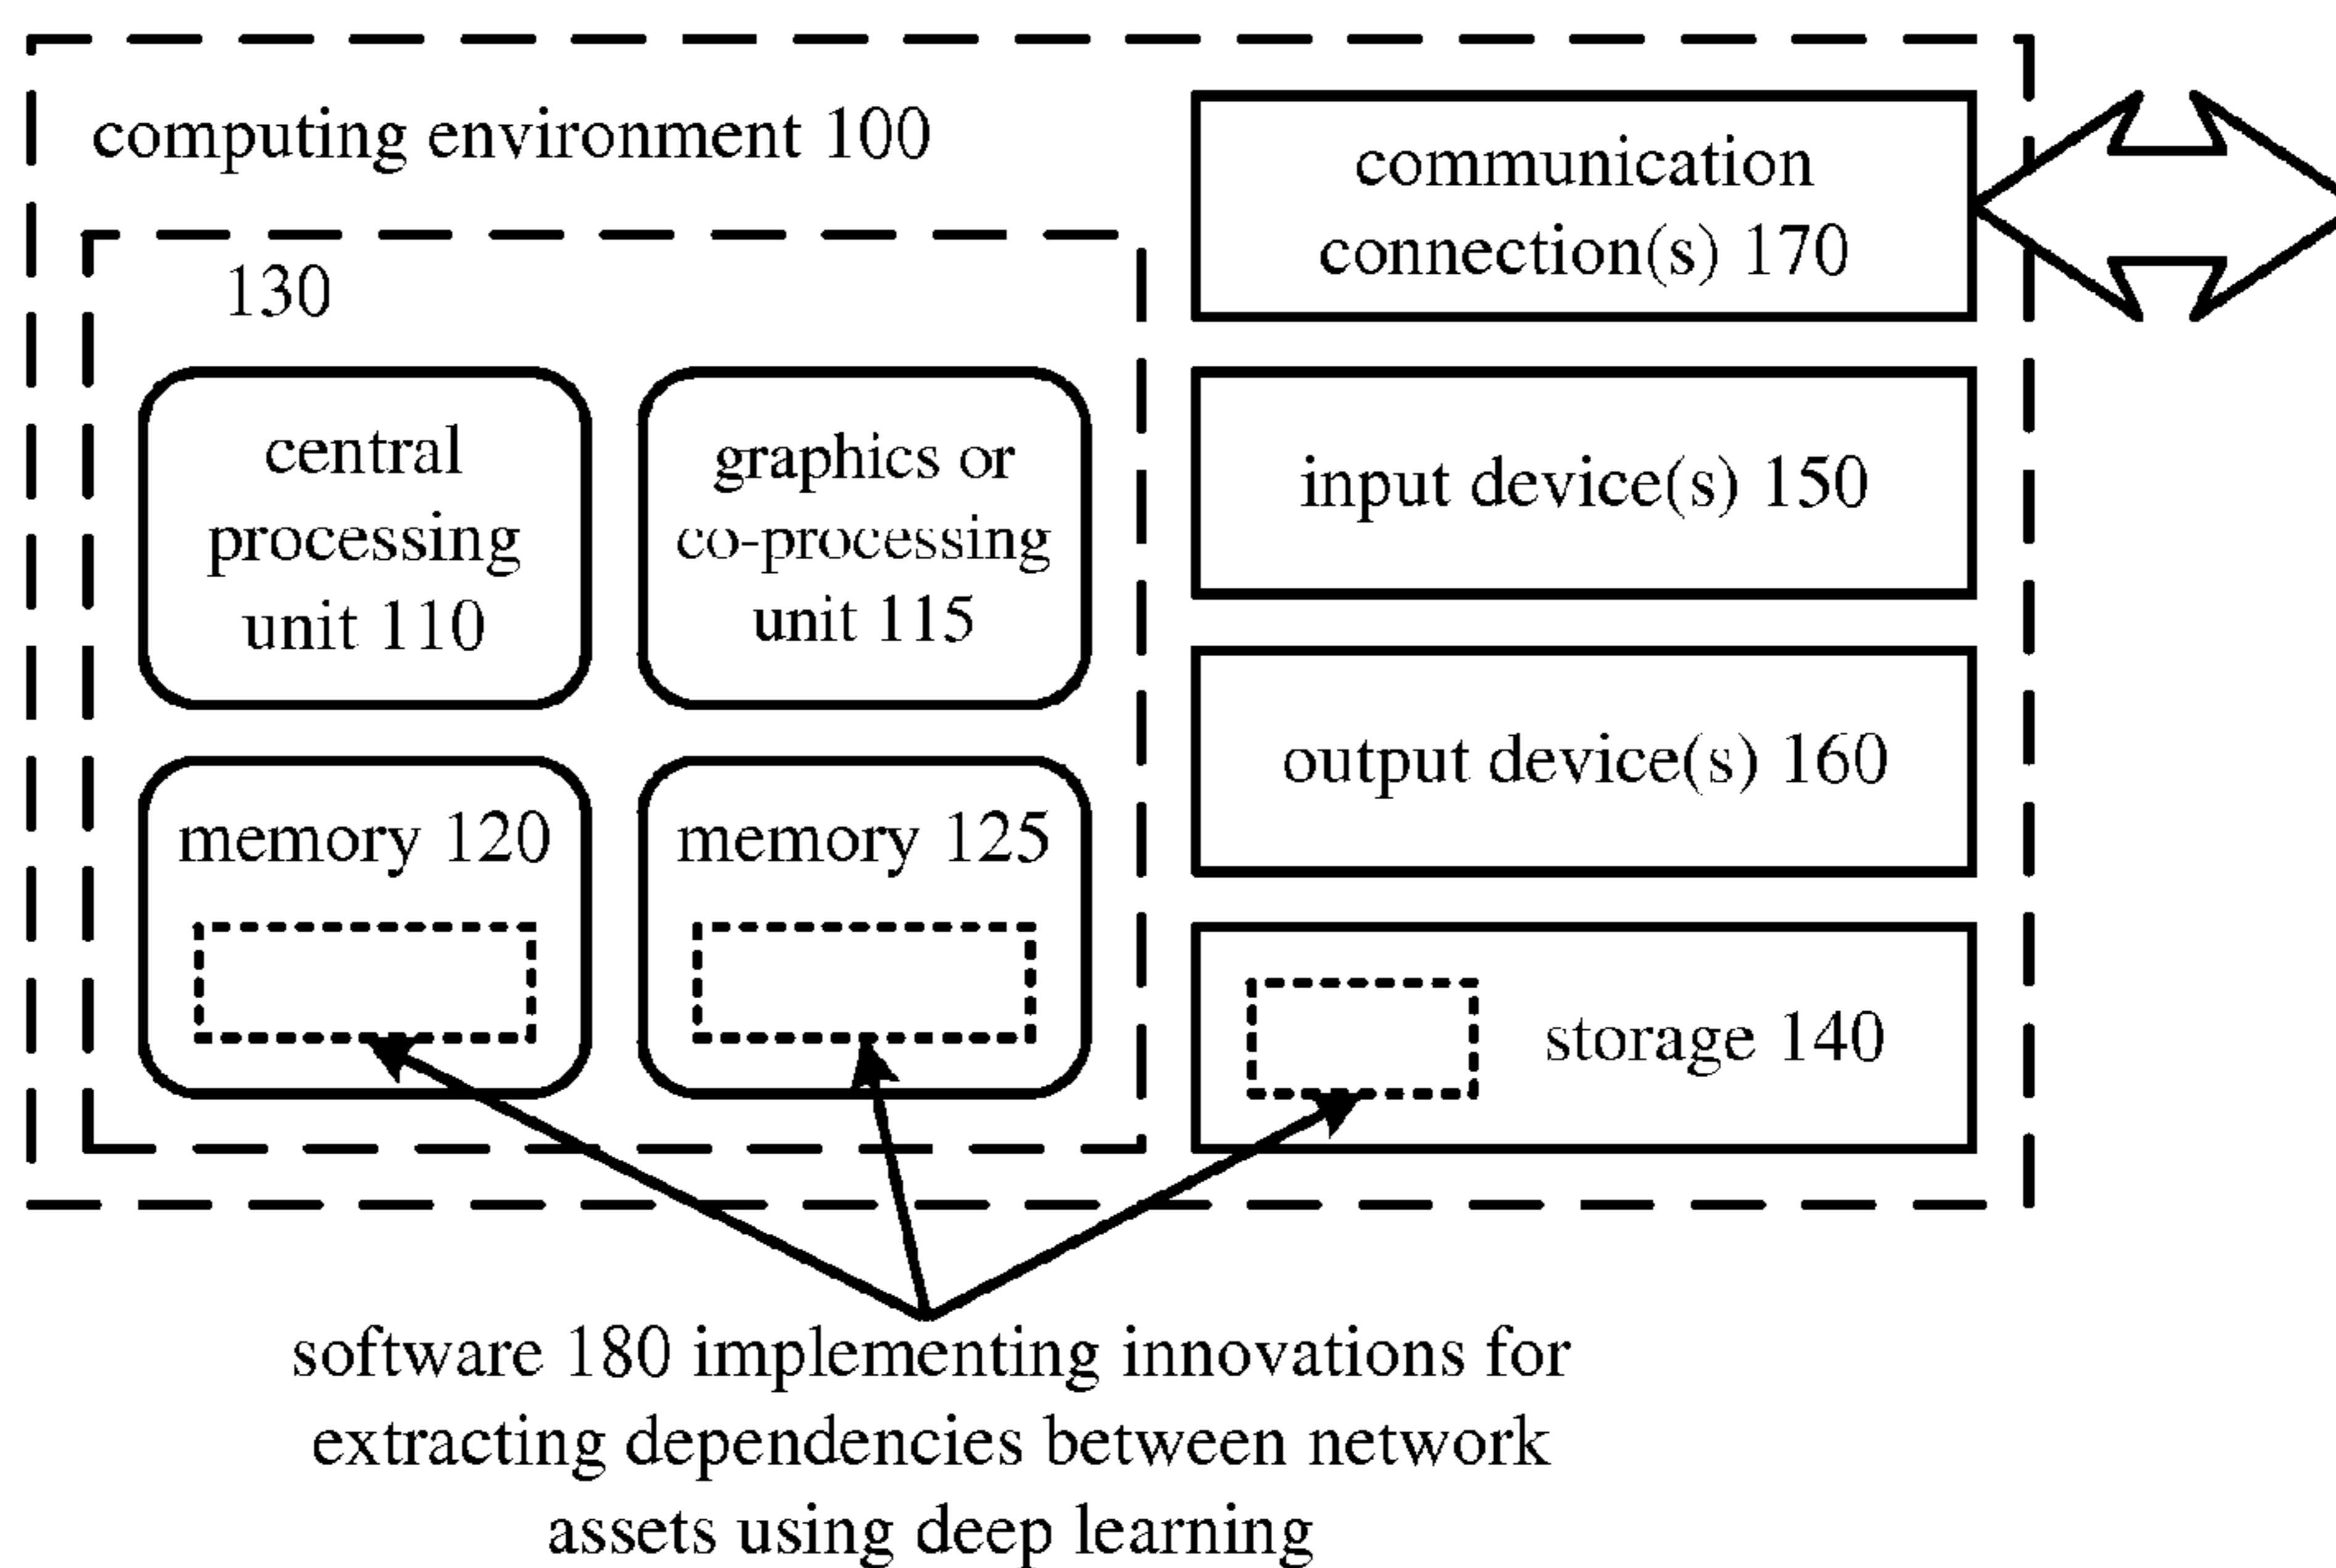 computing environment 100
130
central
processing
unit 110
graphics or
co-processing
unit 115
memory 120
memory 125
communication
connection(s) 170
input device(s) 150
output device(s) 160
storage 140
software 180 implementing innovations for
extracting dependencies between network
assets using deep learning